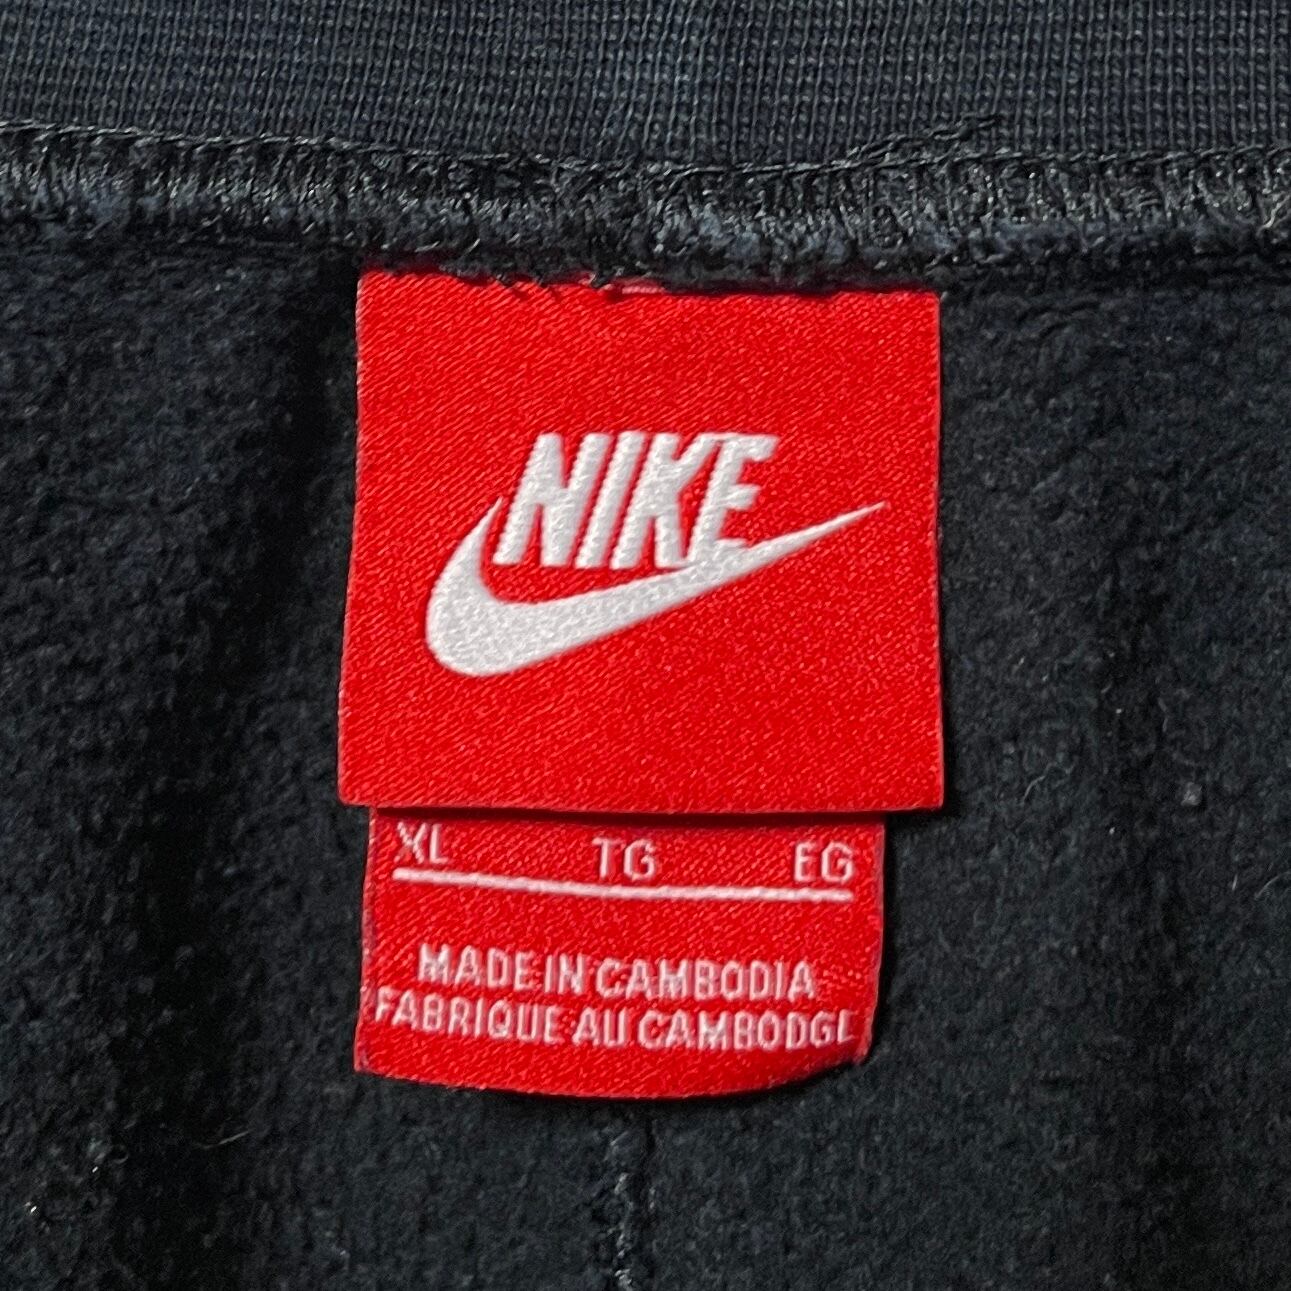 NIKE
XL TG EG
MADE IN CAMBODIA
FABRIQUE AU CAMBODGE